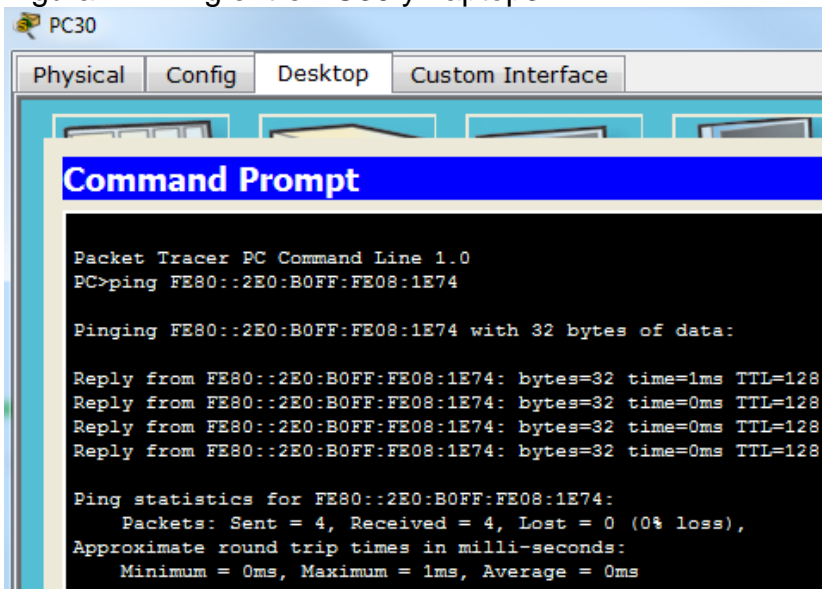 PC30
Physical Config Desktop Custom Interface
Command Prompt
Packet Tracer PC Command Line 1.0
PC>ping FE80::2E0:B0FF:FE08:1E74
Pinging FE80::2E0:B0FF:FE08:1E74 with 32 bytes of data:
Reply from FE80::2E0:B0FF:FE08:1E74: bytes=32 time=1ms TTL=128
Reply from FE80::2E0:B0FF:FE08:1E74: bytes=32 time=0ms TTL=128
Reply from FE80::2E0:B0FF:FE08:1E74: bytes=32 time=0ms TTL=128
Reply from FE80::2E0:B0FF:FE08:1E74: bytes=32 time=0ms TTL=128
Ping statistics for FE80::2E0:B0FF:FE08:1E74:
Packets: Sent = 4, Received = 4, Lost = 0 (0% loss),
Approximate round trip times in milli-seconds:
Minimum = 0ms, Maximum = 1ms, Average = 0ms